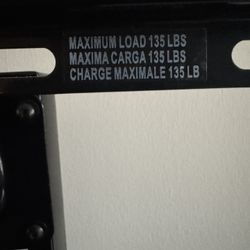 MAXIMUM LOAD 135 LBS
MAXIMA CARGA 135 LBS
CHARGE MAXIMALE 135 LB